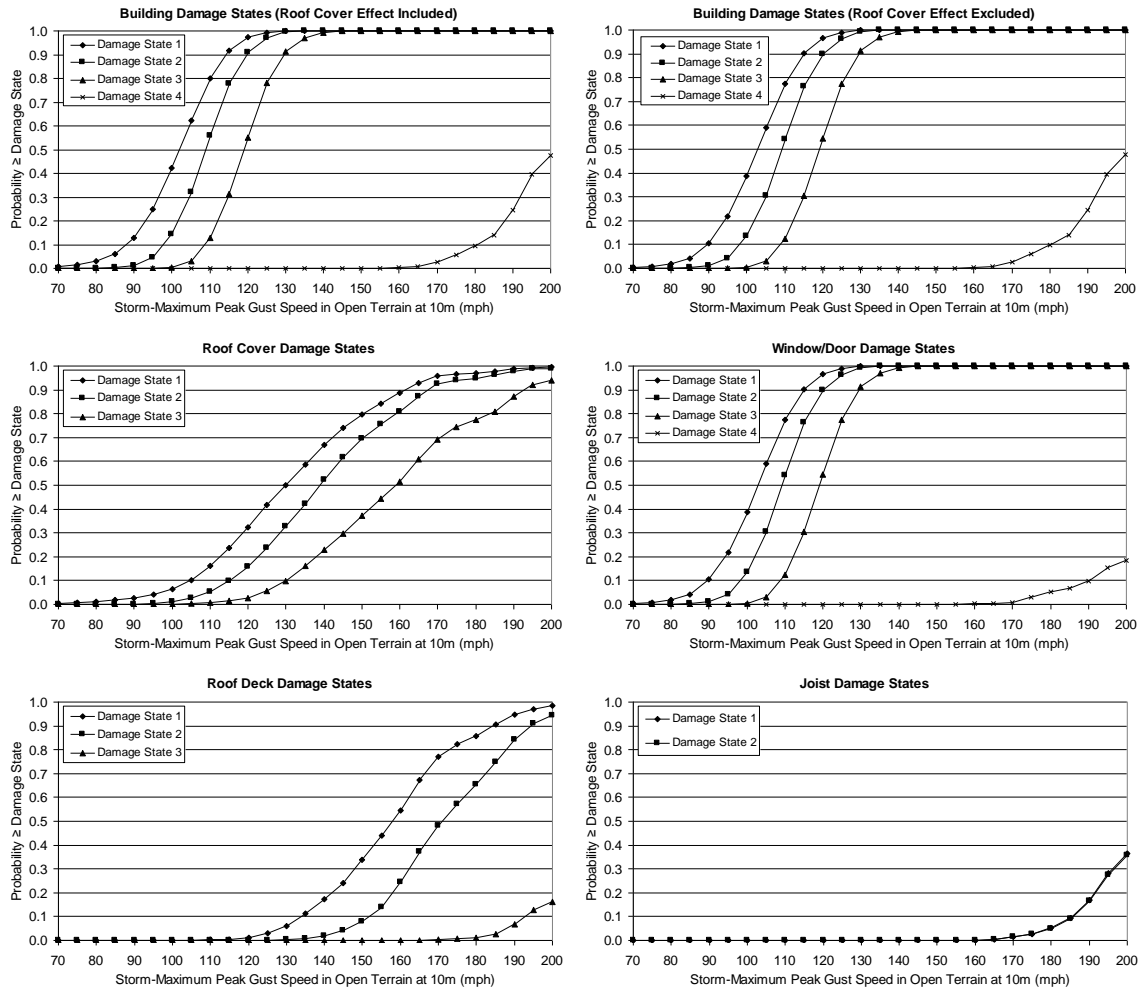 Building Damage States (Roof Cover Effect Included)
Probability ≥ Damage State
1.0
0.9
0.8
0.7
0.6
0.5
0.4
0.3
0.2
0.1
0.0
Damage State 1
Damage State 2
Damage State 3
Damage State 4
70 80 90 100 110 120 130 140 150 160 170 180 190 200
Storm-Maximum Peak Gust Speed in Open Terrain at 10m (mph)
Building Damage States (Roof Cover Effect Excluded)
Probability ≥ Damage State
1.0
0.9
0.8
0.7
0.6
0.5
0.4
0.3
0.2
0.1
0.0
Damage State 1
Damage State 2
Damage State 3
Damage State 4
70 80 90 100 110 120 130 140 150 160 170 180 190 200
Storm-Maximum Peak Gust Speed in Open Terrain at 10m (mph)
Roof Cover Damage States
Probability ≥ Damage State
1.0
0.9
0.8
0.7
0.6
0.5
0.4
0.3
0.2
0.1
0.0
Damage State 1
Damage State 2
Damage State 3
70 80 90 100 110 120 130 140 150 160 170 180 190 200
Storm-Maximum Peak Gust Speed in Open Terrain at 10m (mph)
Window/Door Damage States
Probability ≥ Damage State
1.0
0.9
0.8
0.7
0.6
0.5
0.4
0.3
0.2
0.1
0.0
Damage State 1
Damage State 2
Damage State 3
Damage State 4
70 80 90 100 110 120 130 140 150 160 170 180 190 200
Storm-Maximum Peak Gust Speed in Open Terrain at 10m (mph)
Roof Deck Damage States
Probability ≥ Damage State
1.0
0.9
0.8
0.7
0.6
0.5
0.4
0.3
0.2
0.1
0.0
Damage State 1
Damage State 2
Damage State 3
70 80 90 100 110 120 130 140 150 160 170 180 190 200
Storm-Maximum Peak Gust Speed in Open Terrain at 10m (mph)
Joist Damage States
Probability ≥ Damage State
1.0
0.9
0.8
0.7
0.6
0.5
0.4
0.3
0.2
0.1
0.0
Damage State 1
Damage State 2
70 80 90 100 110 120 130 140 150 160 170 180 190 200
Storm-Maximum Peak Gust Speed in Open Terrain at 10m (mph)